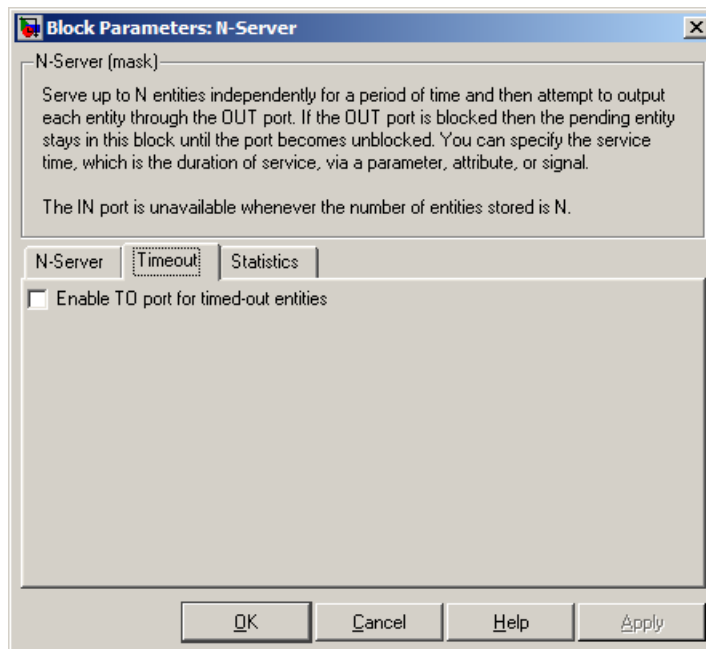 Block Parameters: N-Server
N-Server (mask)
Serve up to N entities independently for a period of time and then attempt to output
each entity through the OUT port. If the OUT port is blocked then the pending entity
stays in this block until the port becomes unblocked. You can specify the service
time, which is the duration of service, via a parameter, attribute, or signal.
The IN port is unavailable whenever the number of entities stored is N.
N-Server Timeout Statistics
Enable TO port for timed-out entities
OK Cancel Help Apply